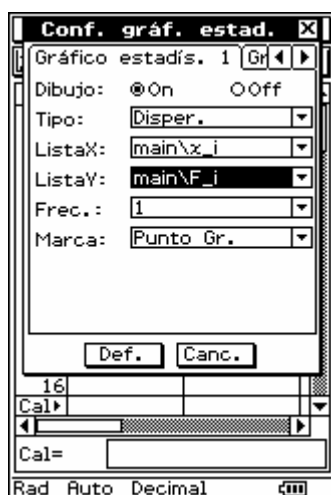 Conf. gráf. estad. X
Gráfico estadís. 1 Gr
Dibujo: On Off
Tipo: Disper.
ListaX: main\x_i
ListaY: main\F_i
Frec.: 1
Marca: Punto Gr.
Def. Canc.
16
Cal▸
Cal=
Rad Auto Decimal